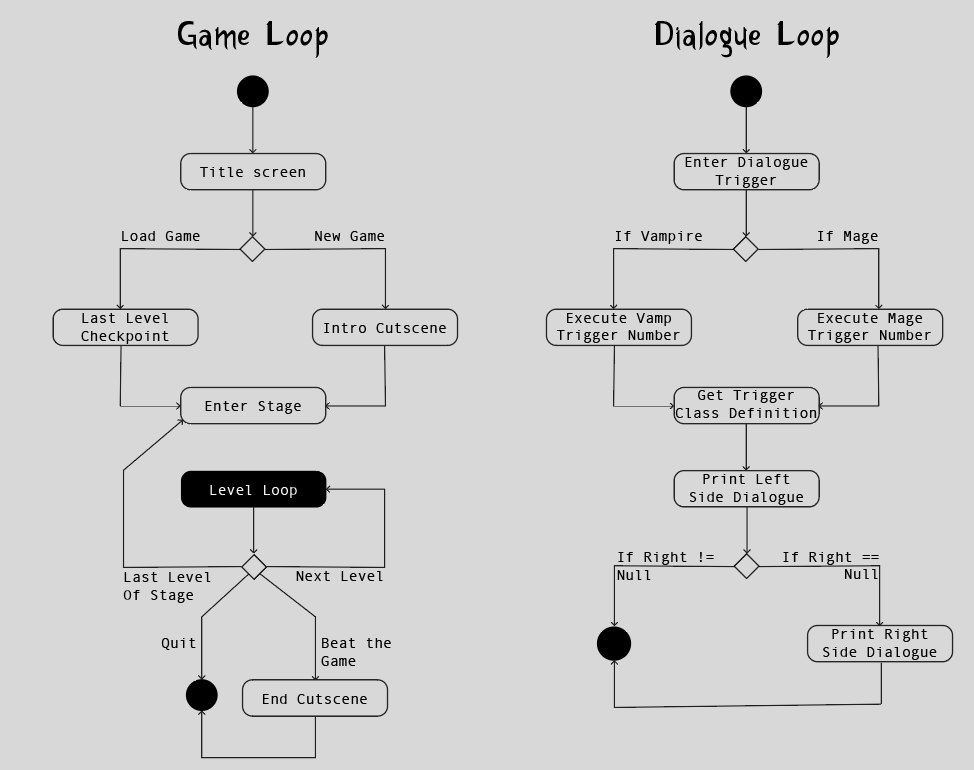 Game Loop
Title screen
Load Game
New Game
Last Level
Checkpoint
Intro Cutscene
Enter Stage
Level Loop
Last Level
Of Stage
Next Level
Quit
Beat the
Game
End Cutscene
Dialogue Loop
Enter Dialogue
Trigger
If Vampire
If Mage
Execute Vamp
Trigger Number
Execute Mage
Trigger Number
Get Trigger
Class Definition
Print Left
Side Dialogue
If Right !=
Null
If Right ==
Null
Print Right
Side Dialogue